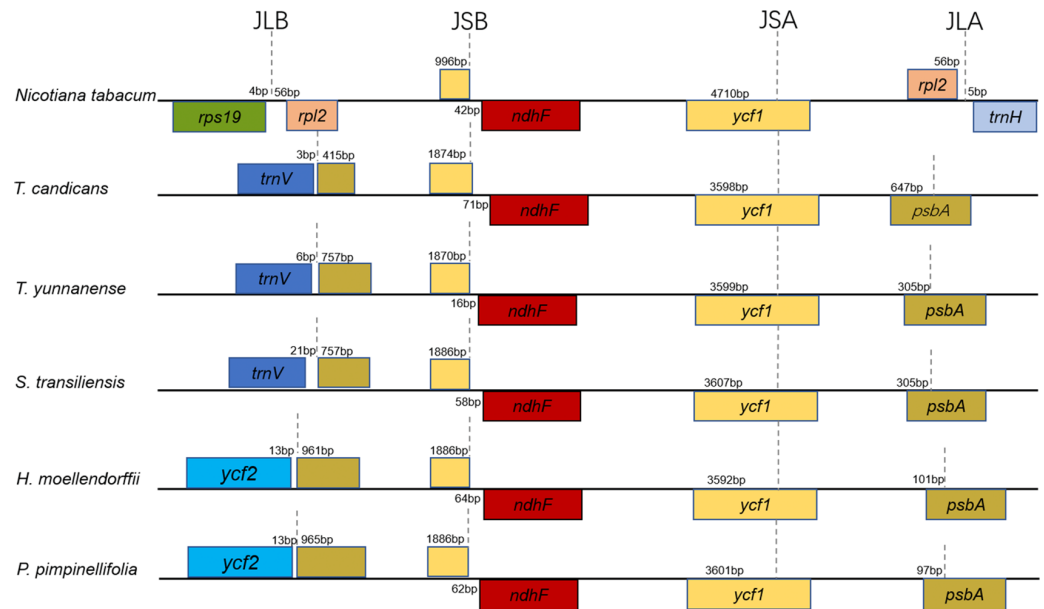 JLB JSB JSA JLA
996bp 56bp
4bp 56bp 4710bp rpl2 5bp
Nicotiana tabacum
rps19 rpl2 42bp ndhF ycf1 trnH
3bp 415bp 1874bp
T. candicans trnV 3598bp 647bp
71bp ndhF ycf1 psbA
6bp 757bp 1870bp
T. yunnanense trnV 3599bp 305bp
16bp ndhF ycf1 psbA
21bp 757bp 1886bp
S. transiliensis trnV 3607bp 305bp
58bp ndhF ycf1 psbA
13bp 961bp 1886bp
H. moellendorffii ycf2 3592bp 101bp
64bp ndhF ycf1 psbA
13bp 965bp 1886bp
P. pimpinellifolia ycf2 3601bp 97bp
62bp ndhF ycf1 psbA